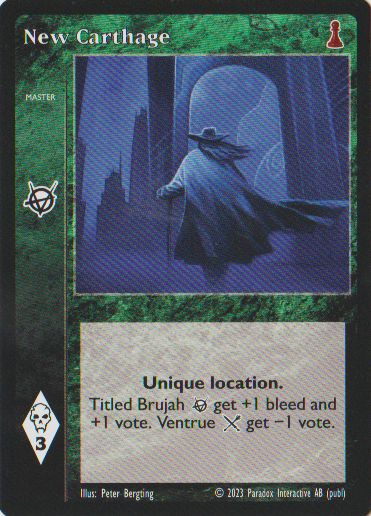 New Carthage
MASTER
3
Unique location.
Titled Brujah get +1 bleed and
+1 vote. Ventrue get −1 vote.
Illus: Peter Bergting © 2023 Paradox Interactive AB (publ)